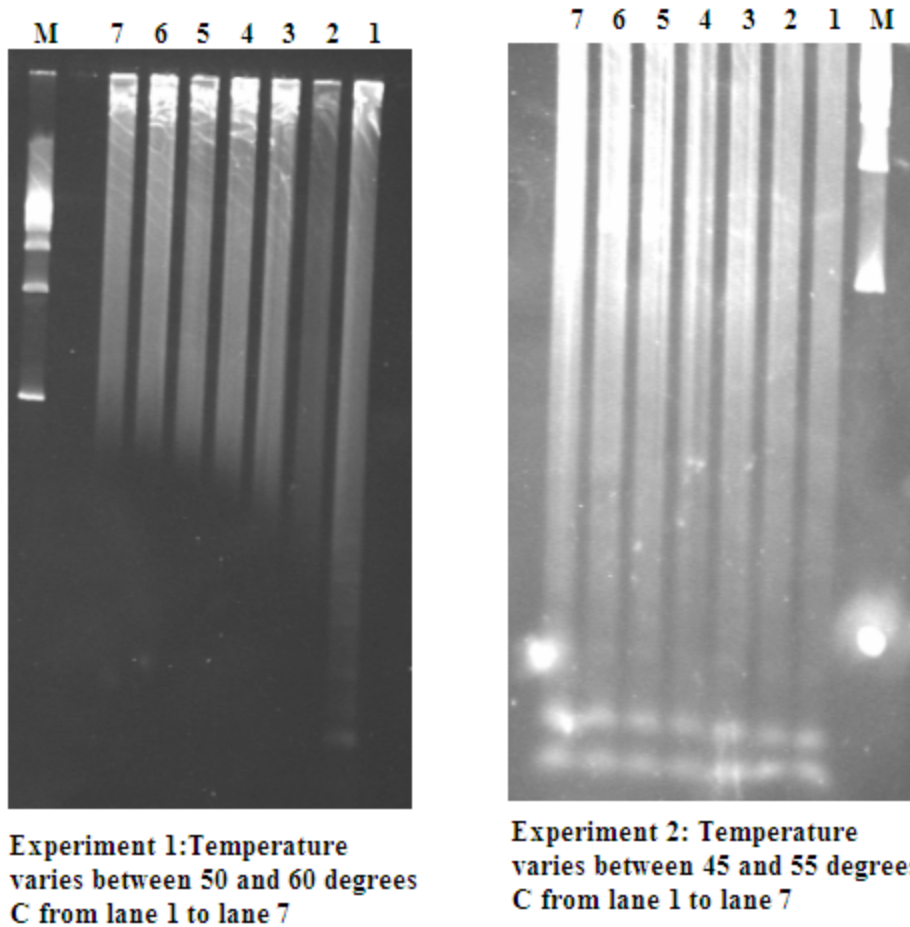 M 7 6 5 4 3 2 1
7 6 5 4 3 2 1 M
Experiment 1:Temperature
varies between 50 and 60 degrees
C from lane 1 to lane 7
Experiment 2: Temperature
varies between 45 and 55 degree
C from lane 1 to lane 7